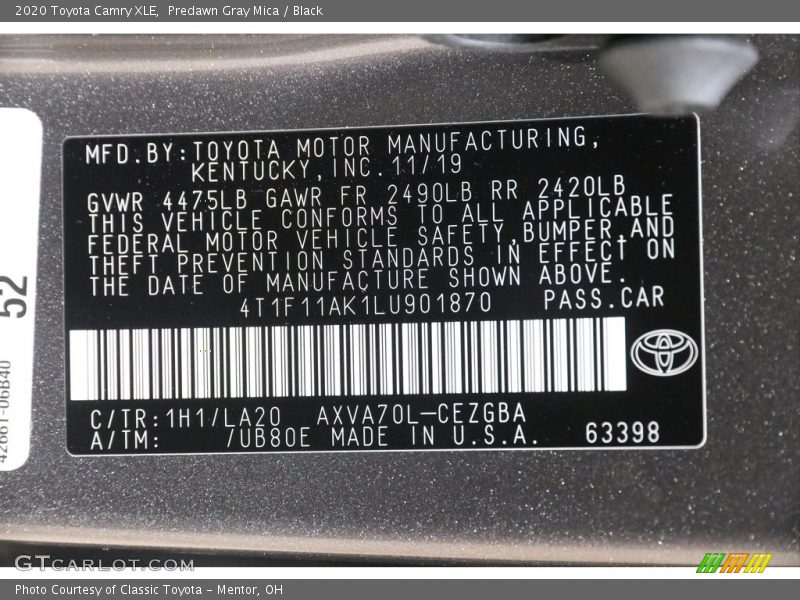 2020 Toyota Camry XLE, Predawn Gray Mica / Black
MFD.BY:TOYOTA MOTOR MANUFACTURING,
KENTUCKY,INC.11/19
GVWR 4475LB GAWR FR 2490LB RR 2420LB
THIS VEHICLE CONFORMS TO ALL APPLICABLE
FEDERAL MOTOR VEHICLE SAFETY,BUMPER,AND
THEFT PREVENTION STANDARDS IN EFFECT ON
THE DATE OF MANUFACTURE SHOWN ABOVE.
4T1F11AK1LU901870 PASS.CAR
C/TR:1H1/LA20 AXVA70L-CEZGBA
A/TM: /UB80E MADE IN U.S.A. 63398
52
42661-06B40
GTCARLOT.COM
Photo Courtesy of Classic Toyota - Mentor, OH